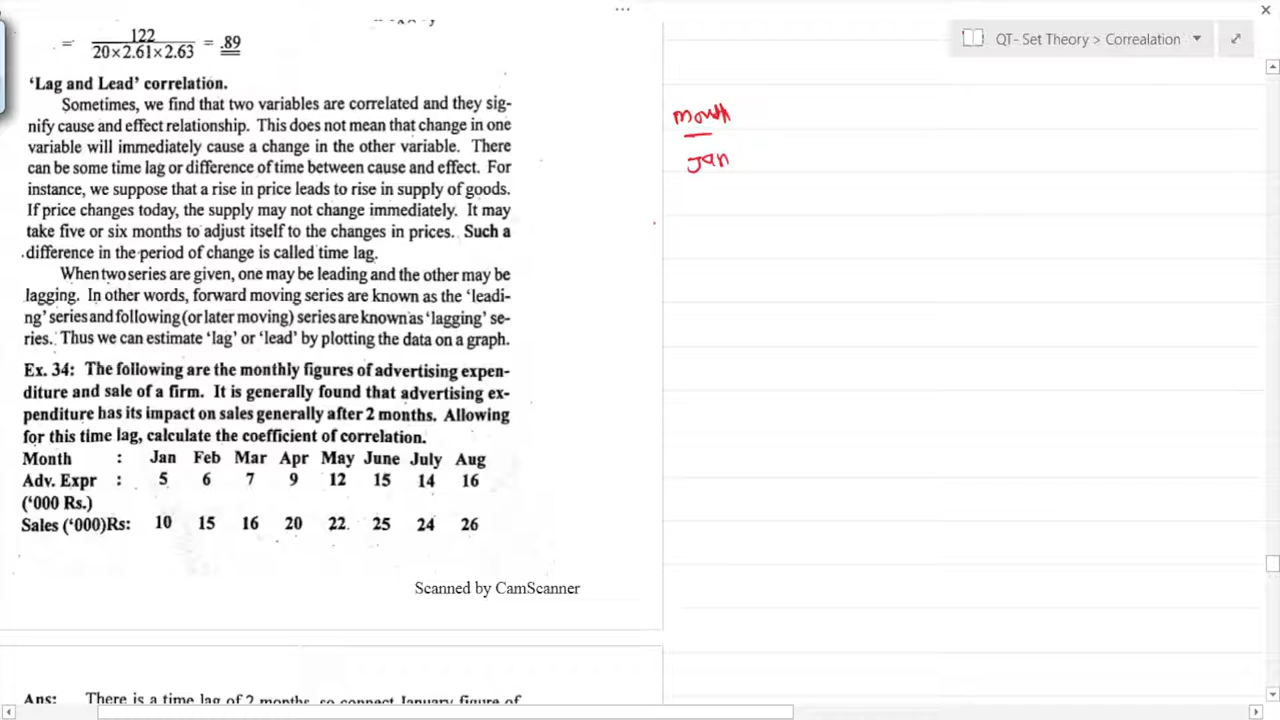 QT- Set Theory > Correalation
= 122
20×2.61×2.63 = .89
‘Lag and Lead’ correlation.
Sometimes, we find that two variables are correlated and they sig-
nify cause and effect relationship. This does not mean that change in one
variable will immediately cause a change in the other variable. There
can be some time lag or difference of time between cause and effect. For
instance, we suppose that a rise in price leads to rise in supply of goods.
If price changes today, the supply may not change immediately. It may
take five or six months to adjust itself to the changes in prices. Such a
difference in the period of change is called time lag.
When two series are given, one may be leading and the other may be
lagging. In other words, forward moving series are known as the ‘leadi-
ng’ series and following (or later moving) series are known as ‘lagging’ se-
ries. Thus we can estimate ‘lag’ or ‘lead’ by plotting the data on a graph.
Ex. 34: The following are the monthly figures of advertising expen-
diture and sale of a firm. It is generally found that advertising ex-
penditure has its impact on sales generally after 2 months. Allowing
for this time lag, calculate the coefficient of correlation.
Month : Jan Feb Mar Apr May June July Aug
Adv. Expr : 5 6 7 9 12 15 14 16
(‘000 Rs.)
Sales (‘000)Rs: 10 15 16 20 22 25 24 26
Scanned by CamScanner
Ans: There is a time lag of 2 months, so connect January figure of
month
Jan